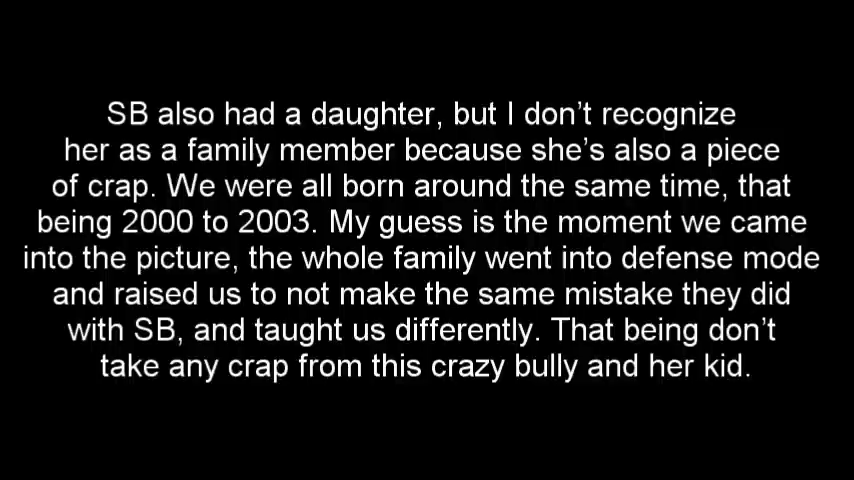 SB also had a daughter, but I don’t recognize
her as a family member because she’s also a piece
of crap. We were all born around the same time, that
being 2000 to 2003. My guess is the moment we came
into the picture, the whole family went into defense mode
and raised us to not make the same mistake they did
with SB, and taught us differently. That being don’t
take any crap from this crazy bully and her kid.